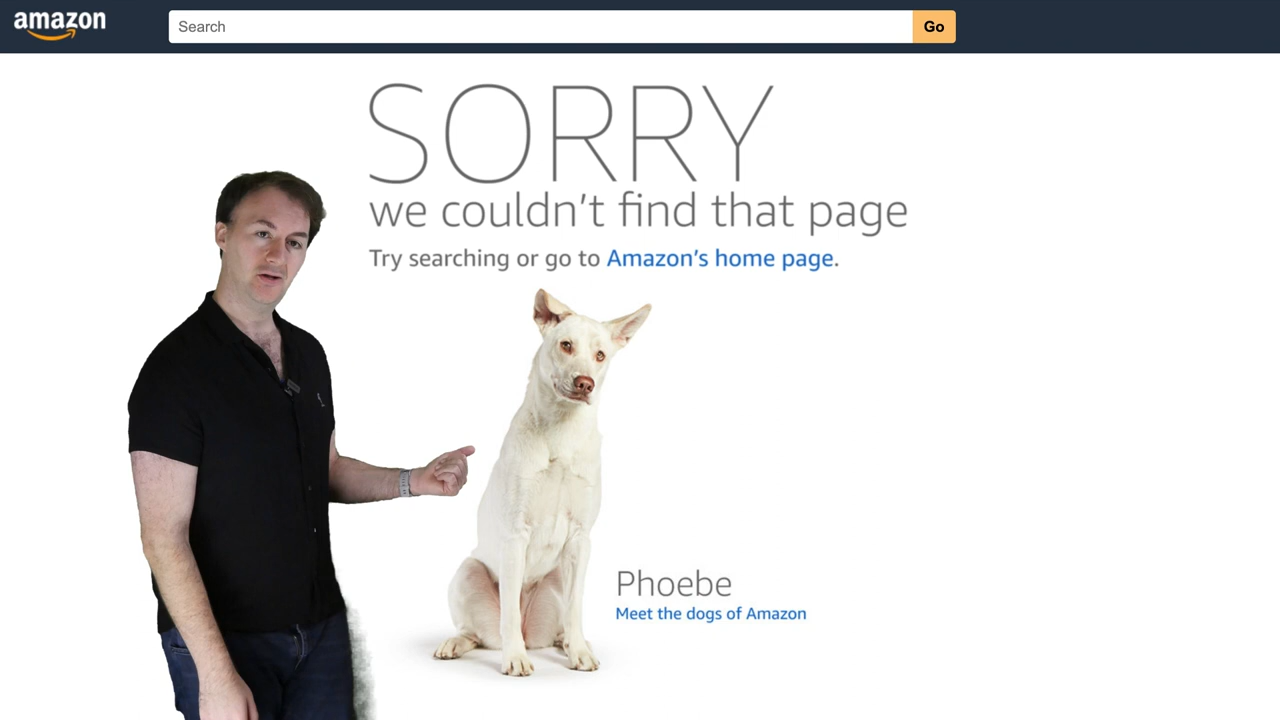 amazon
Search
Go
SORRY
we couldn't find that page
Try searching or go to Amazon's home page.
Phoebe
Meet the dogs of Amazon